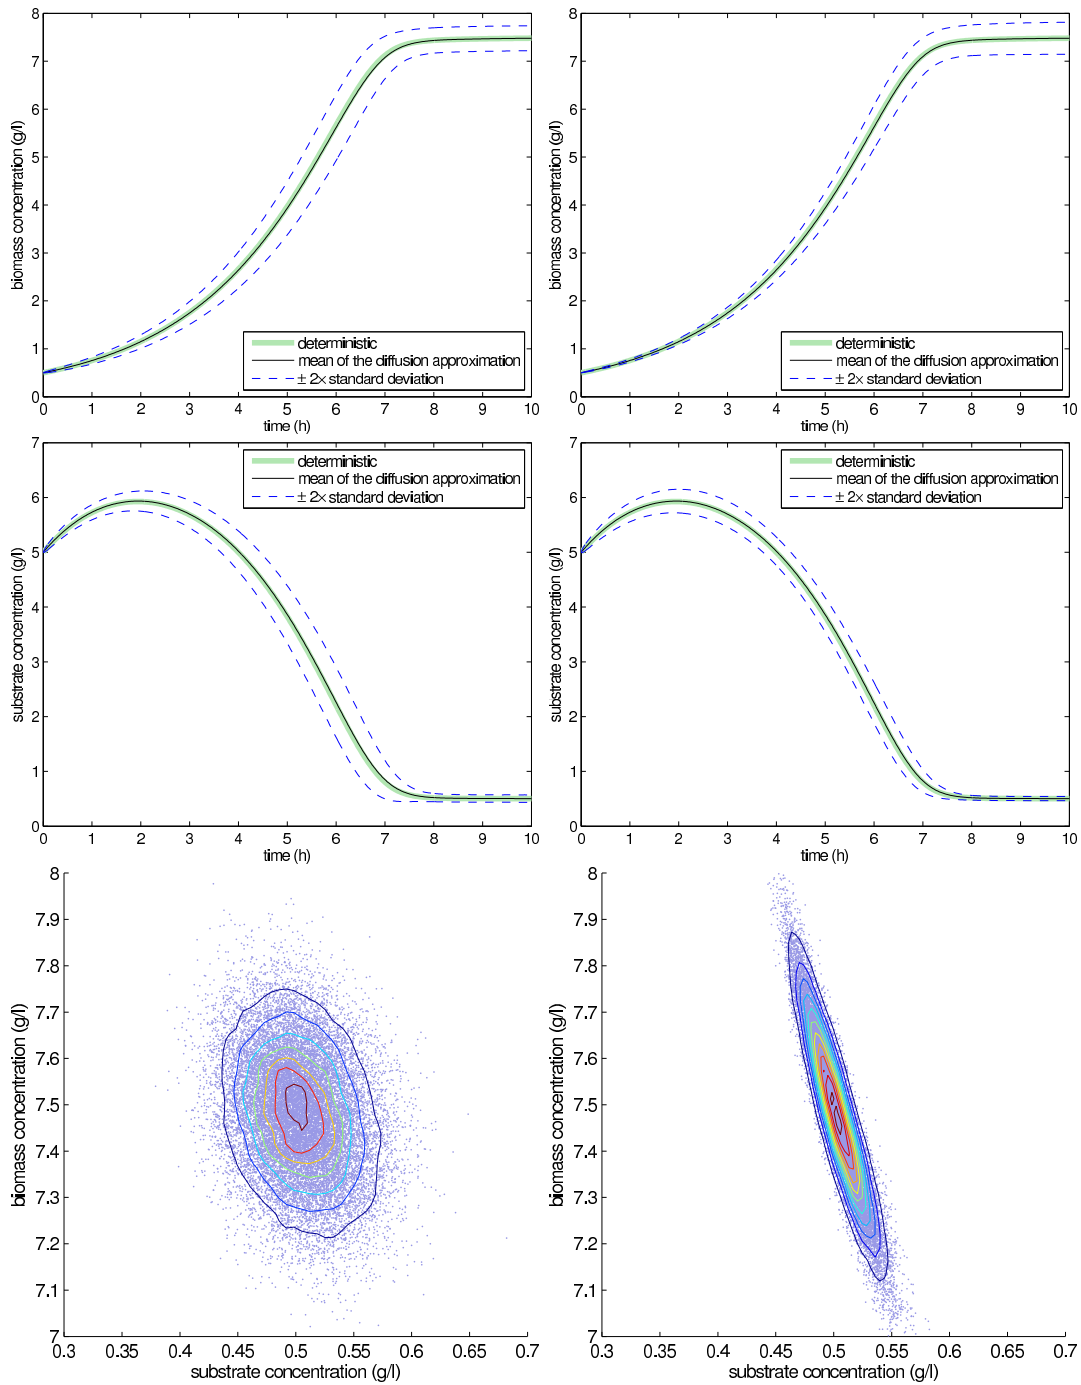 8
7
6
5
4
3
2
1
0
0 1 2 3 4 5 6 7 8 9 10
biomass concentration (g/l)
time (h)
deterministic
mean of the diffusion approximation
± 2× standard deviation
8
7
6
5
4
3
2
1
0
0 1 2 3 4 5 6 7 8 9 10
biomass concentration (g/l)
time (h)
deterministic
mean of the diffusion approximation
± 2× standard deviation
7
6
5
4
3
2
1
0
0 1 2 3 4 5 6 7 8 9 10
substrate concentration (g/l)
time (h)
deterministic
mean of the diffusion approximation
± 2× standard deviation
7
6
5
4
3
2
1
0
0 1 2 3 4 5 6 7 8 9 10
substrate concentration (g/l)
time (h)
deterministic
mean of the diffusion approximation
± 2× standard deviation
8
7.9
7.8
7.7
7.6
7.5
7.4
7.3
7.2
7.1
7
0.3 0.35 0.4 0.45 0.5 0.55 0.6 0.65 0.7
biomass concentration (g/l)
substrate concentration (g/l)
8
7.9
7.8
7.7
7.6
7.5
7.4
7.3
7.2
7.1
7
0.3 0.35 0.4 0.45 0.5 0.55 0.6 0.65 0.7
biomass concentration (g/l)
substrate concentration (g/l)